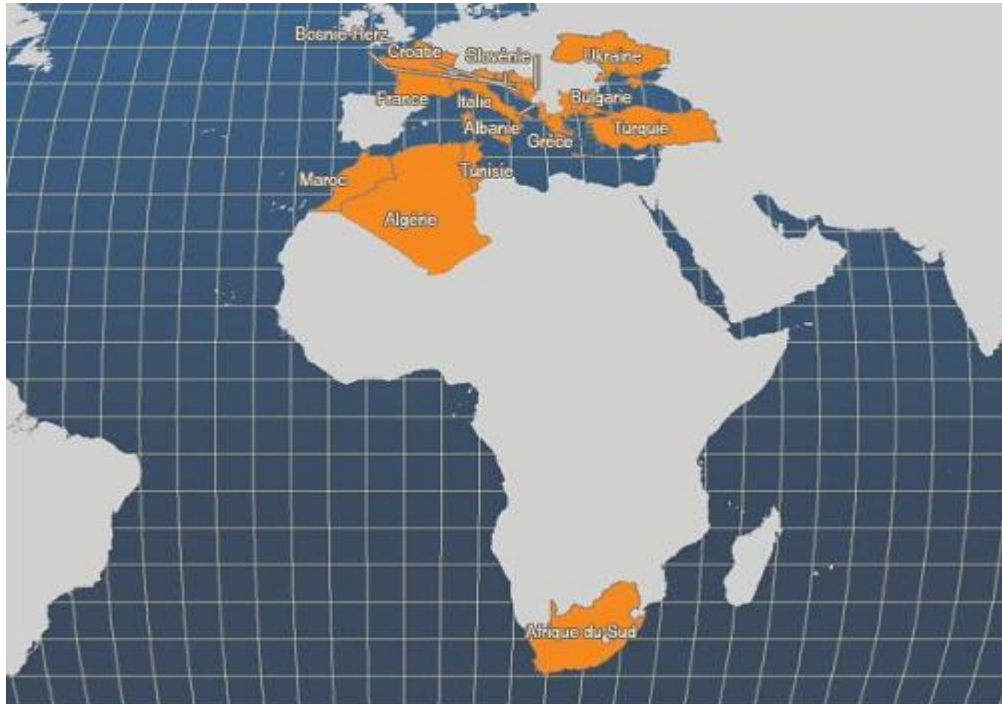 Bosnie-Herz.
Croatie
Slovénie
Ukraine
France
Italie
Bulgarie
Albanie
Grèce
Turquie
Maroc
Tunisie
Algérie
Afrique du Sud